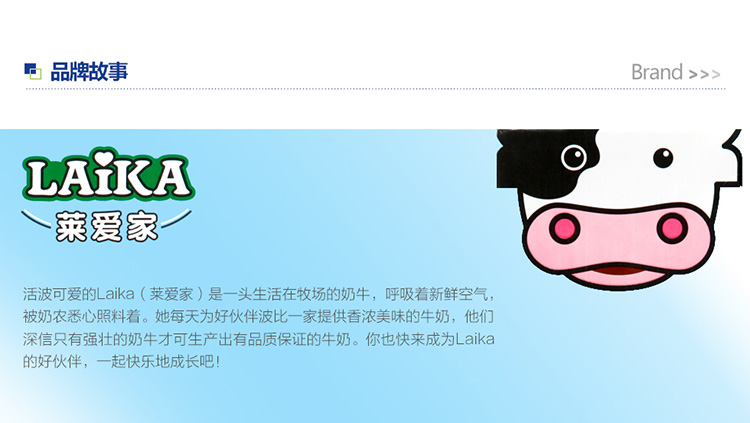 品牌故事
Brand >>>
LAiKA
莱爱家
活波可爱的Laika（莱爱家）是一头生活在牧场的奶牛，呼吸着新鲜空气，
被奶农悉心照料着。她每天为好伙伴波比一家提供香浓美味的牛奶，他们
深信只有强壮的奶牛才可生产出有品质保证的牛奶。你也快来成为Laika
的好伙伴，一起快乐地成长吧！